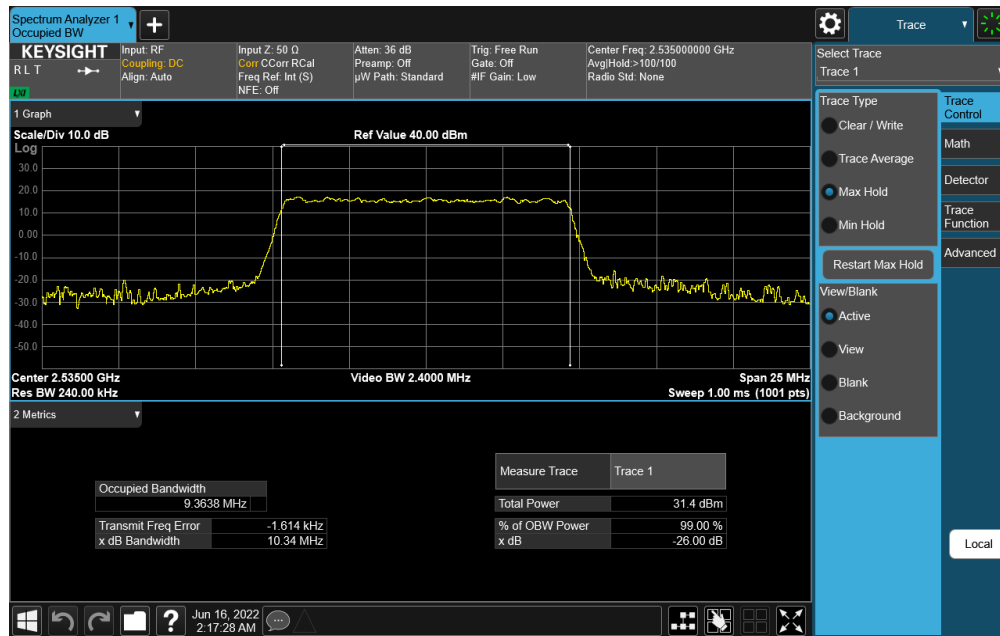 Spectrum Analyzer 1
Occupied BW
Trace
KEYSIGHT
R L T
LXI
Input: RF
Coupling: DC
Align: Auto
Input Z: 50 Ω
Corr CCorr RCal
Freq Ref: Int (S)
NFE: Off
Atten: 36 dB
Preamp: Off
µW Path: Standard
Trig: Free Run
Gate: Off
#IF Gain: Low
Center Freq: 2.535000000 GHz
Avg|Hold:>100/100
Radio Std: None
Select Trace
Trace 1
1 Graph
Scale/Div 10.0 dB
Ref Value 40.00 dBm
Log
30.0
20.0
10.0
0.00
-10.0
-20.0
-30.0
-40.0
-50.0
Center 2.53500 GHz
Video BW 2.4000 MHz
Span 25 MHz
Res BW 240.00 kHz
Sweep 1.00 ms (1001 pts)
Trace Type
Clear / Write
Trace Average
Max Hold
Min Hold
Restart Max Hold
View/Blank
Active
View
Blank
Background
Trace
Control
Math
Detector
Trace
Function
Advanced
Local
2 Metrics
Occupied Bandwidth
9.3638 MHz
Transmit Freq Error -1.614 kHz
x dB Bandwidth 10.34 MHz
Measure Trace Trace 1
Total Power 31.4 dBm
% of OBW Power 99.00 %
x dB -26.00 dB
Jun 16, 2022
2:17:28 AM